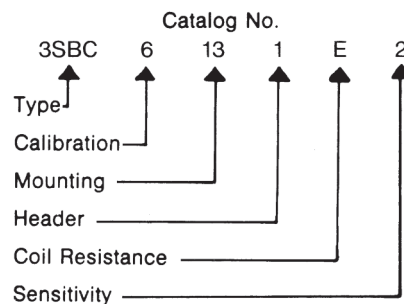 Catalog No.
3SBC 6 13 1 E 2
Type
Calibration
Mounting
Header
Coil Resistance
Sensitivity